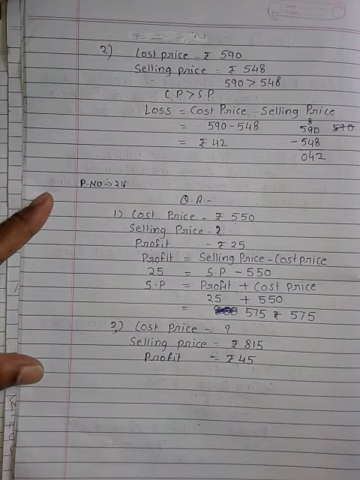 2) Cost price = ₹ 590
Selling price = ₹ 548
590 > 548
C.P > S.P
Loss = Cost Price - Selling Price
= 590 - 548
= ₹ 42
8
590
- 548
042
P.NO:- 216
Q.A-
1) Cost Price - ₹ 550
Selling Price - ?
Profit - ₹ 25
Profit = Selling Price - Cost price
25 = S.P - 550
S.P = Profit + Cost price
25 + 550
= 575 ₹ 575
2) Cost Price = ?
Selling price = ₹ 815
Profit = ₹ 45